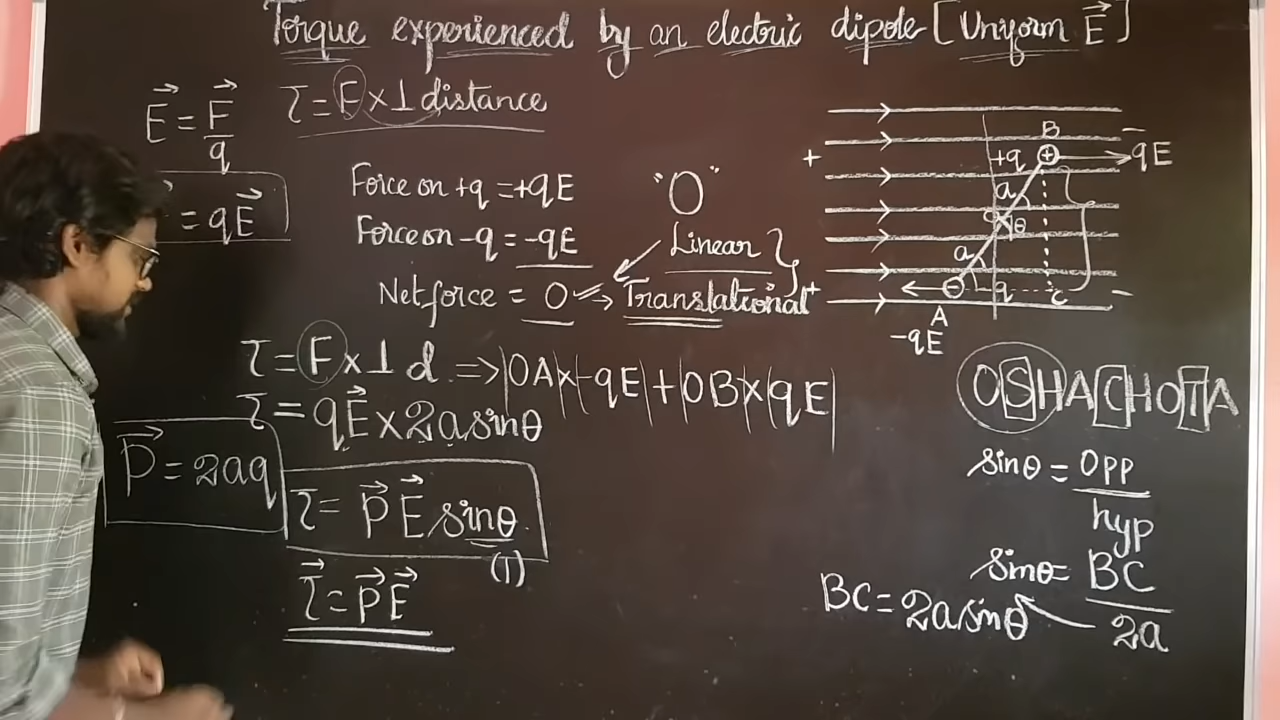 Torque experienced by an electric dipole [Uniform E⃗]
E⃗ = F⃗/q
τ = F × ⊥ distance
= qE⃗
Force on +q = +qE
Force on -q = -qE
Net force = 0 → Translational
"O"
Linear
+
B
-
+q
+
qE
a
θ
a
-
q
C
+
-
A
-qE
τ = F × ⊥ d. ⇒ |OA| × |-qE| + |OB| × |qE|
τ = qE⃗ × 2a sinθ
P⃗ = 2aq
τ = P⃗ E⃗ sinθ
(1)
τ⃗ = P⃗ E⃗
OSHACHOTA
sinθ = opp/hyp
sinθ = BC/2a
BC = 2a sinθ